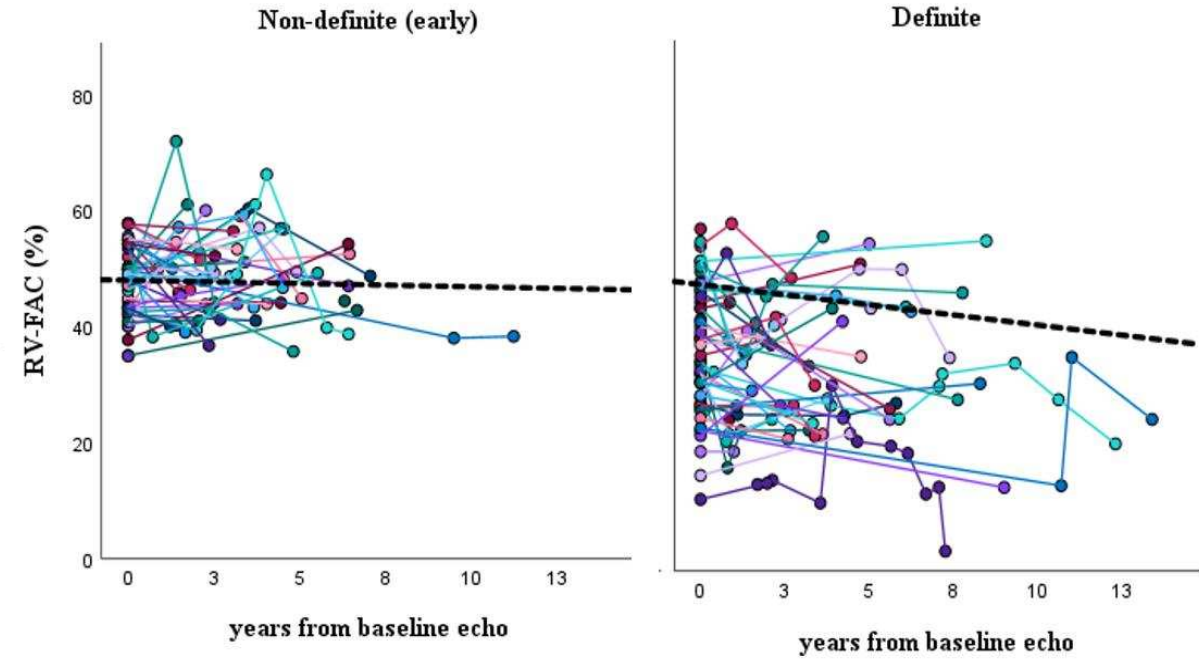 Non-definite (early)
Definite
RV-FAC (%)
80
60
40
20
0
0 3 5 8 10 13
0 3 5 8 10 13
years from baseline echo
years from baseline echo